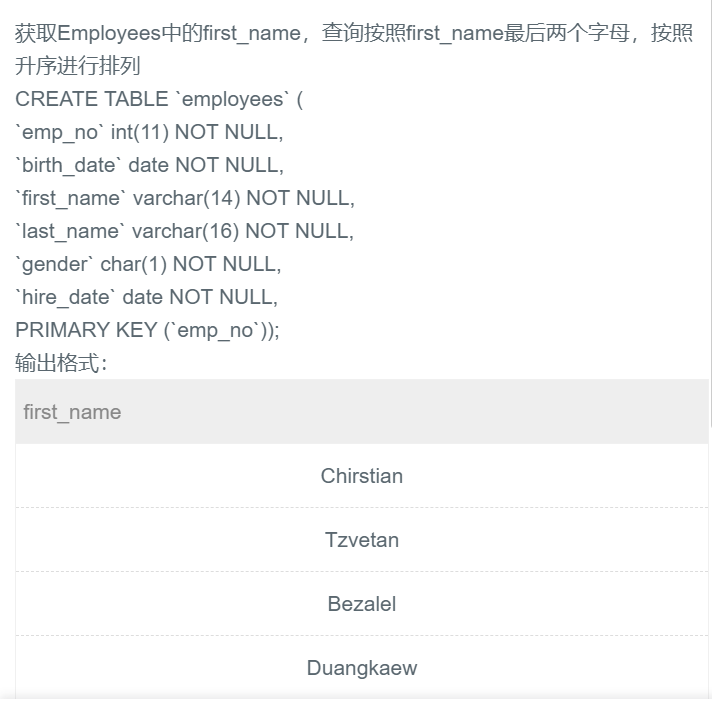 获取Employees中的first_name，查询按照first_name最后两个字母，按照
升序进行排列
CREATE TABLE `employees` (
`emp_no` int(11) NOT NULL,
`birth_date` date NOT NULL,
`first_name` varchar(14) NOT NULL,
`last_name` varchar(16) NOT NULL,
`gender` char(1) NOT NULL,
`hire_date` date NOT NULL,
PRIMARY KEY (`emp_no`));
输出格式：
first_name
Chirstian
Tzvetan
Bezalel
Duangkaew